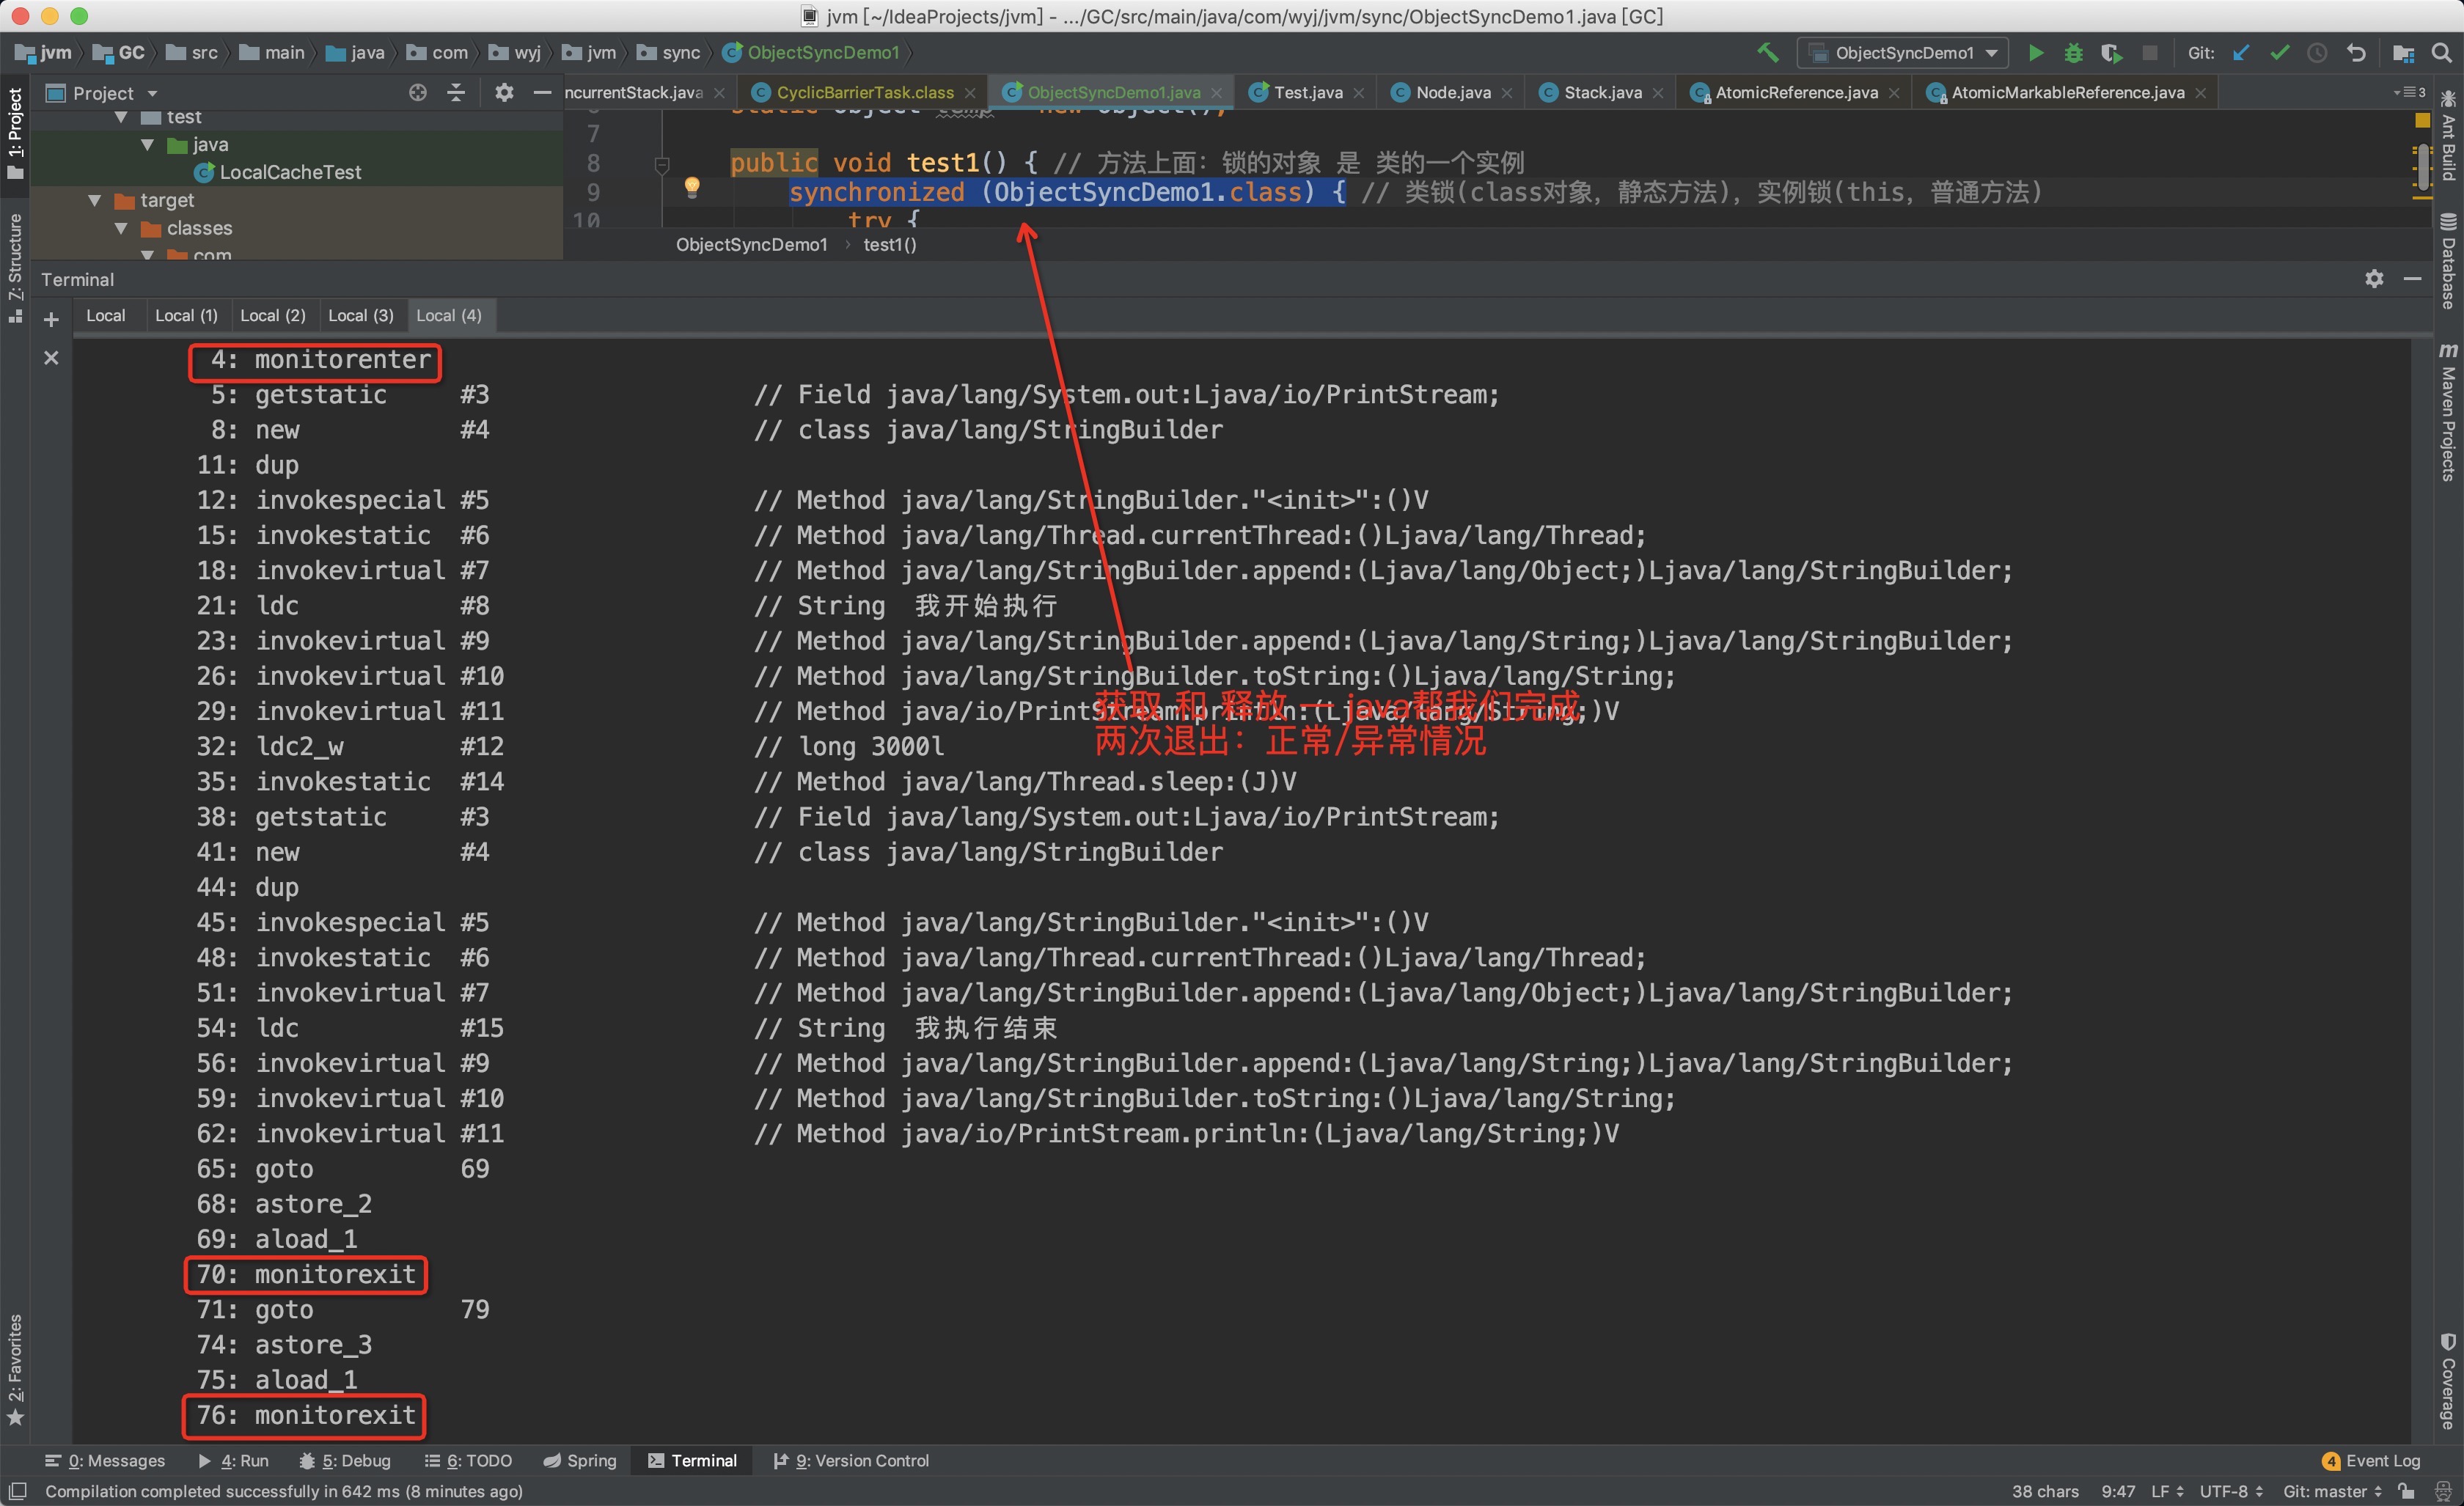 jvm [~/IdeaProjects/jvm] - .../GC/src/main/java/com/wyj/jvm/sync/ObjectSyncDemo1.java [GC]
jvm GC src main java com wyj jvm sync ObjectSyncDemo1 ObjectSyncDemo1 Git:
Project ncurrentStack.java CyclicBarrierTask.class ObjectSyncDemo1.java Test.java Node.java Stack.java AtomicReference.java AtomicMarkableReference.java 3
1: Project
7: Structure
2: Favorites
test
java
LocalCacheTest
target
classes
com
7
8 public void test1() { // 方法上面：锁的对象 是 类的一个实例
9 synchronized (ObjectSyncDemo1.class) { // 类锁(class对象，静态方法)，实例锁(this，普通方法)
10 try {
ObjectSyncDemo1 › test1()
Ant Build
Database
Maven Projects
Coverage
Terminal
Local Local (1) Local (2) Local (3) Local (4)
4: monitorenter
5: getstatic #3 // Field java/lang/System.out:Ljava/io/PrintStream;
8: new #4 // class java/lang/StringBuilder
11: dup
12: invokespecial #5 // Method java/lang/StringBuilder."<init>":()V
15: invokestatic #6 // Method java/lang/Thread.currentThread:()Ljava/lang/Thread;
18: invokevirtual #7 // Method java/lang/StringBuilder.append:(Ljava/lang/Object;)Ljava/lang/StringBuilder;
21: ldc #8 // String 我开始执行
23: invokevirtual #9 // Method java/lang/StringBuilder.append:(Ljava/lang/String;)Ljava/lang/StringBuilder;
26: invokevirtual #10 // Method java/lang/StringBuilder.toString:()Ljava/lang/String;
29: invokevirtual #11 // Method java/io/PrintStream.println:(Ljava/lang/String;)V
获取 和 释放 — java帮我们完成
两次退出：正常/异常情况
32: ldc2_w #12 // long 3000l
35: invokestatic #14 // Method java/lang/Thread.sleep:(J)V
38: getstatic #3 // Field java/lang/System.out:Ljava/io/PrintStream;
41: new #4 // class java/lang/StringBuilder
44: dup
45: invokespecial #5 // Method java/lang/StringBuilder."<init>":()V
48: invokestatic #6 // Method java/lang/Thread.currentThread:()Ljava/lang/Thread;
51: invokevirtual #7 // Method java/lang/StringBuilder.append:(Ljava/lang/Object;)Ljava/lang/StringBuilder;
54: ldc #15 // String 我执行结束
56: invokevirtual #9 // Method java/lang/StringBuilder.append:(Ljava/lang/String;)Ljava/lang/StringBuilder;
59: invokevirtual #10 // Method java/lang/StringBuilder.toString:()Ljava/lang/String;
62: invokevirtual #11 // Method java/io/PrintStream.println:(Ljava/lang/String;)V
65: goto 69
68: astore_2
69: aload_1
70: monitorexit
71: goto 79
74: astore_3
75: aload_1
76: monitorexit
0: Messages 4: Run 5: Debug 6: TODO Spring Terminal 9: Version Control 4 Event Log
Compilation completed successfully in 642 ms (8 minutes ago) 38 chars 9:47 LF UTF-8 Git: master